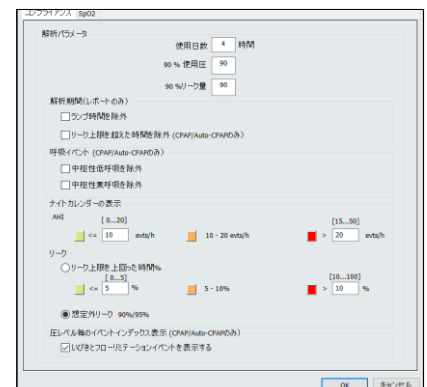 コンプライアンス SpO2
解析パラメータ
使用日数 4 時間
90 % 使用圧 90
90 %リーク量 90
解析期間(レポートのみ)
ランプ時間を除外
リーク上限を超えた時間を除外 (CPAP/Auto-CPAPのみ)
呼吸イベント (CPAP/Auto-CPAPのみ)
中枢性低呼吸を除外
中枢性無呼吸を除外
ナイトカレンダーの表示
AHI [ 0...20] [15...50]
<= 10 evts/h 10 - 20 evts/h > 20 evts/h
リーク
リーク上限を上回った時間%
[ 0...5] [10...100]
<= 5 % 5 - 10% > 10 %
想定外リーク 90%/95%
圧レベル毎のイベントインデックス表示 (CPAP/Auto-CPAPのみ)
いびきとフローリミテーションイベントを表示する
OK キャンセル